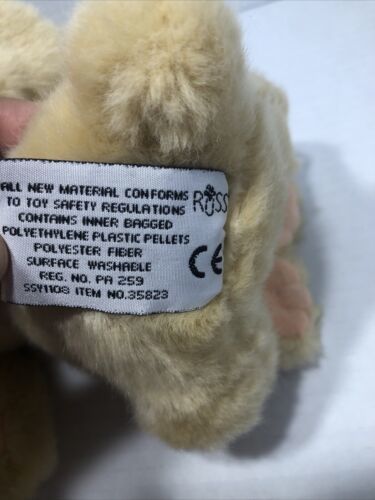 ALL NEW MATERIAL CONFORMS
TO TOY SAFETY REGULATIONS
CONTAINS INNER BAGGED
POLYETHYLENE PLASTIC PELLETS
POLYESTER FIBER
SURFACE WASHABLE
REG. NO. PA 259
SSY1108 ITEM NO.35823
RUSS
CE